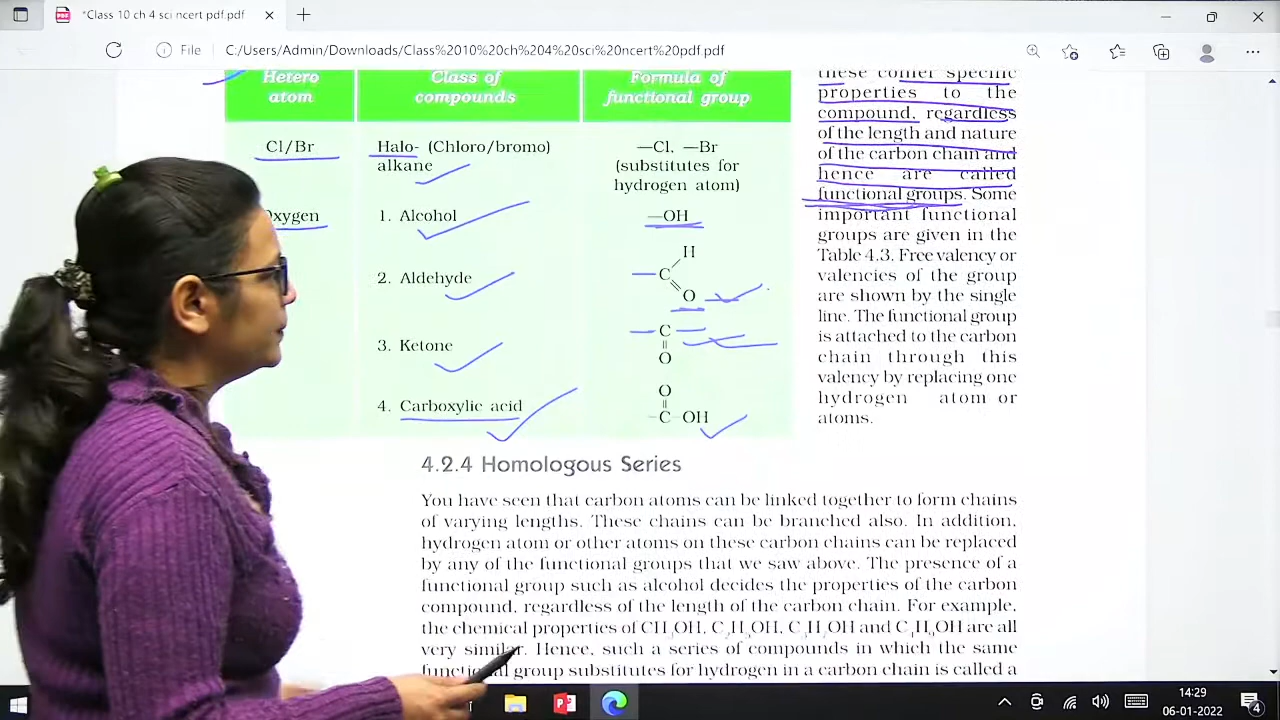 *Class 10 ch 4 sci ncert pdf.pdf
File
C:/Users/Admin/Downloads/Class%2010%20ch%204%20sci%20ncert%20pdf.pdf
Hetero
atom
Class of
compounds
Formula of
functional group
Cl/Br
Halo- (Chloro/bromo)
alkane
—Cl, —Br
(substitutes for
hydrogen atom)
Oxygen
1. Alcohol
—OH
2. Aldehyde
H
C
O
3. Ketone
C
O
4. Carboxylic acid
O
-C-OH
these confer specific
properties to the
compound, regardless
of the length and nature
of the carbon chain and
hence are called
functional groups. Some
important functional
groups are given in the
Table 4.3. Free valency or
valencies of the group
are shown by the single
line. The functional group
is attached to the carbon
chain through this
valency by replacing one
hydrogen atom or
atoms.
4.2.4 Homologous Series
You have seen that carbon atoms can be linked together to form chains
of varying lengths. These chains can be branched also. In addition,
hydrogen atom or other atoms on these carbon chains can be replaced
by any of the functional groups that we saw above. The presence of a
functional group such as alcohol decides the properties of the carbon
compound, regardless of the length of the carbon chain. For example,
the chemical properties of CH₃OH, C₂H₅OH, C₃H₇OH and C₄H₉OH are all
very similar. Hence, such a series of compounds in which the same
functional group substitutes for hydrogen in a carbon chain is called a
14:29
06-01-2022
4